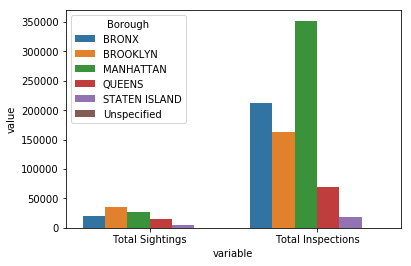 Borough
BRONX
BROOKLYN
MANHATTAN
QUEENS
STATEN ISLAND
Unspecified
350000
300000
250000
200000
150000
100000
50000
0
value
Total Sightings
Total Inspections
variable